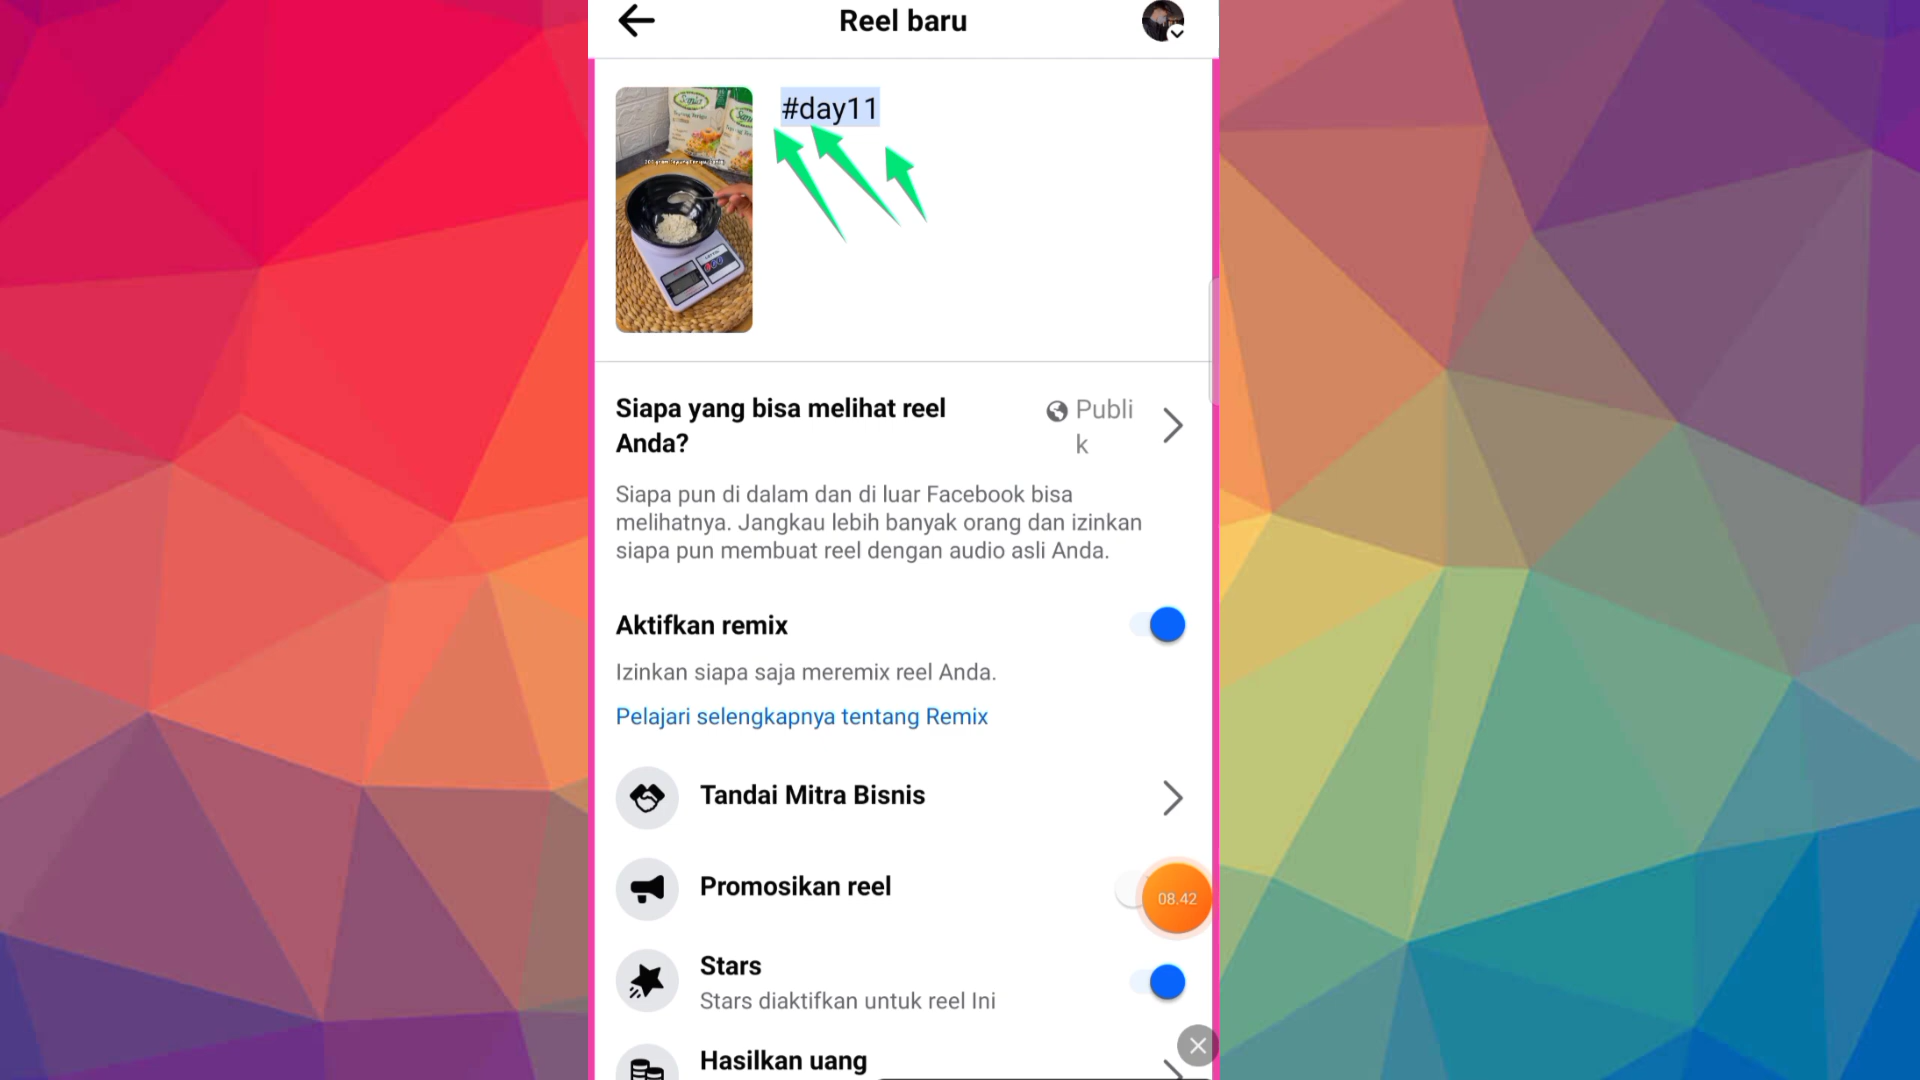 Reel baru
#day11
Sania
Siapa yang bisa melihat reel
Anda?
Publi
k
Siapa pun di dalam dan di luar Facebook bisa
melihatnya. Jangkau lebih banyak orang dan izinkan
siapa pun membuat reel dengan audio asli Anda.
Aktifkan remix
Izinkan siapa saja meremix reel Anda.
Pelajari selengkapnya tentang Remix
Tandai Mitra Bisnis
Promosikan reel
08.42
Stars
Stars diaktifkan untuk reel Ini
Hasilkan uang